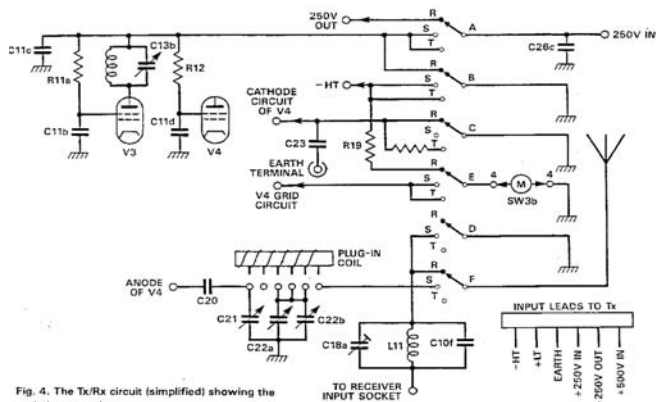 250V
OUT
R
S
A
T
250V IN
C11c
C13b
R11a
R12
C26c
R
-HT
S
B
T
CATHODE
CIRCUIT
OF V4
R
S
C
T
C11b
C11d
V3
V4
C23
R19
EARTH
TERMINAL
R
S
E
T
4
M
4
SW3b
V4 GRID
CIRCUIT
R
S
D
T
PLUG-IN
COIL
R
S
F
T
ANODE
OF V4
C20
C21
C22a
C22b
INPUT LEADS TO Tx
-HT
+LT
EARTH
+250V IN
+250V OUT
+500V IN
C18a
L11
C10f
TO RECEIVER
INPUT SOCKET
Fig. 4. The Tx/Rx circuit (simplified) showing the